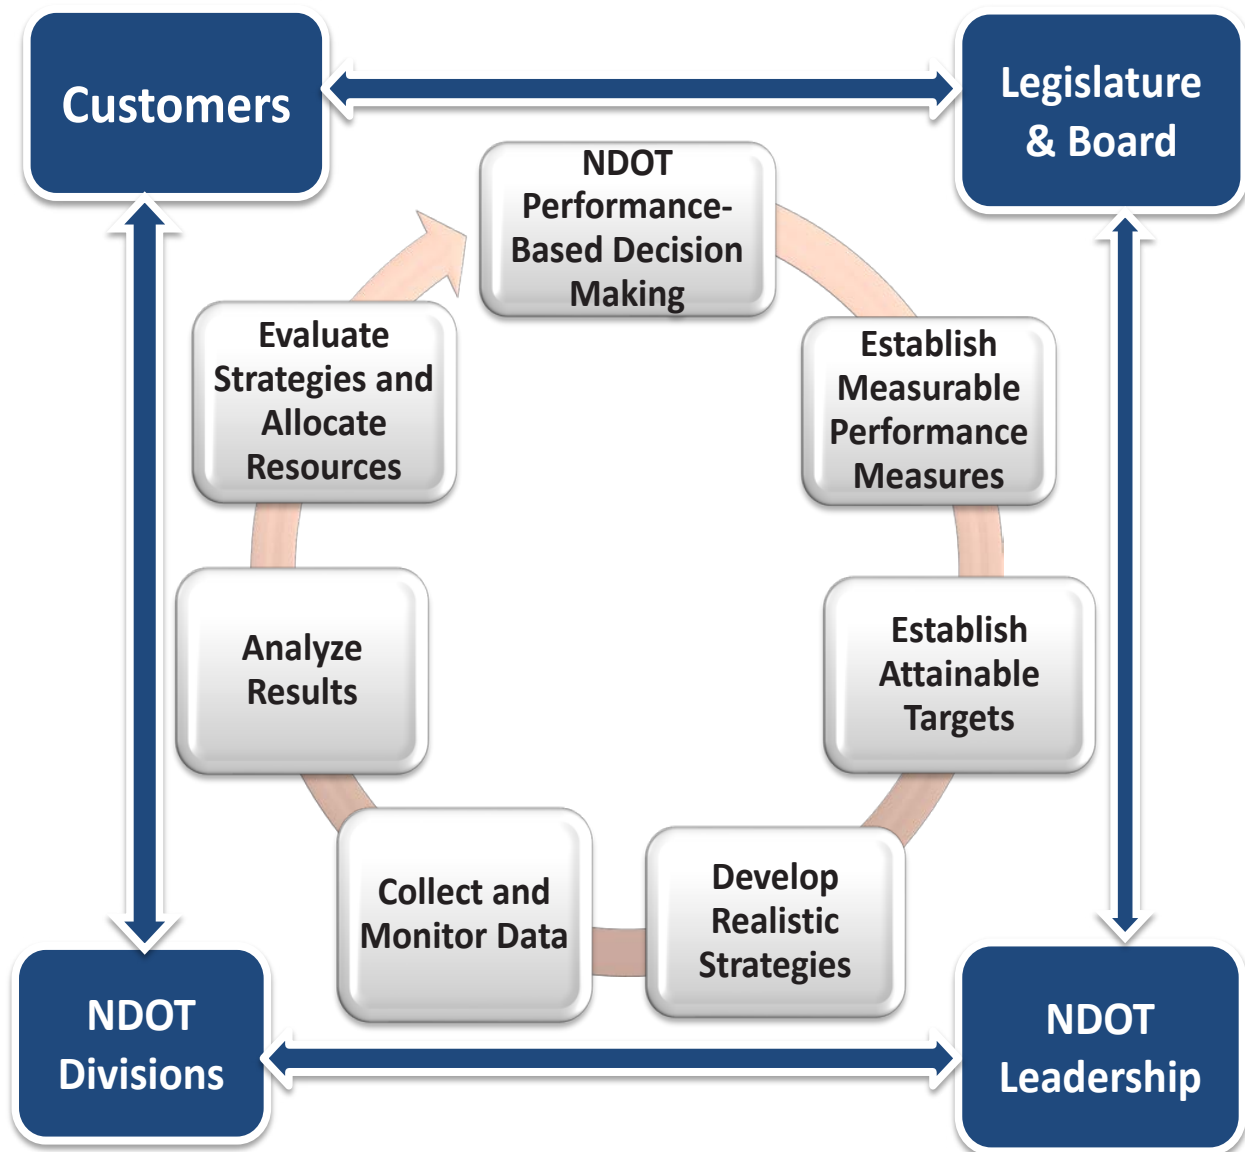 Customers
Legislature
& Board
NDOT
Performance-
Based Decision
Making
Establish
Measurable
Performance
Measures
Establish
Attainable
Targets
Develop
Realistic
Strategies
Collect and
Monitor Data
Analyze
Results
Evaluate
Strategies and
Allocate
Resources
NDOT
Divisions
NDOT
Leadership